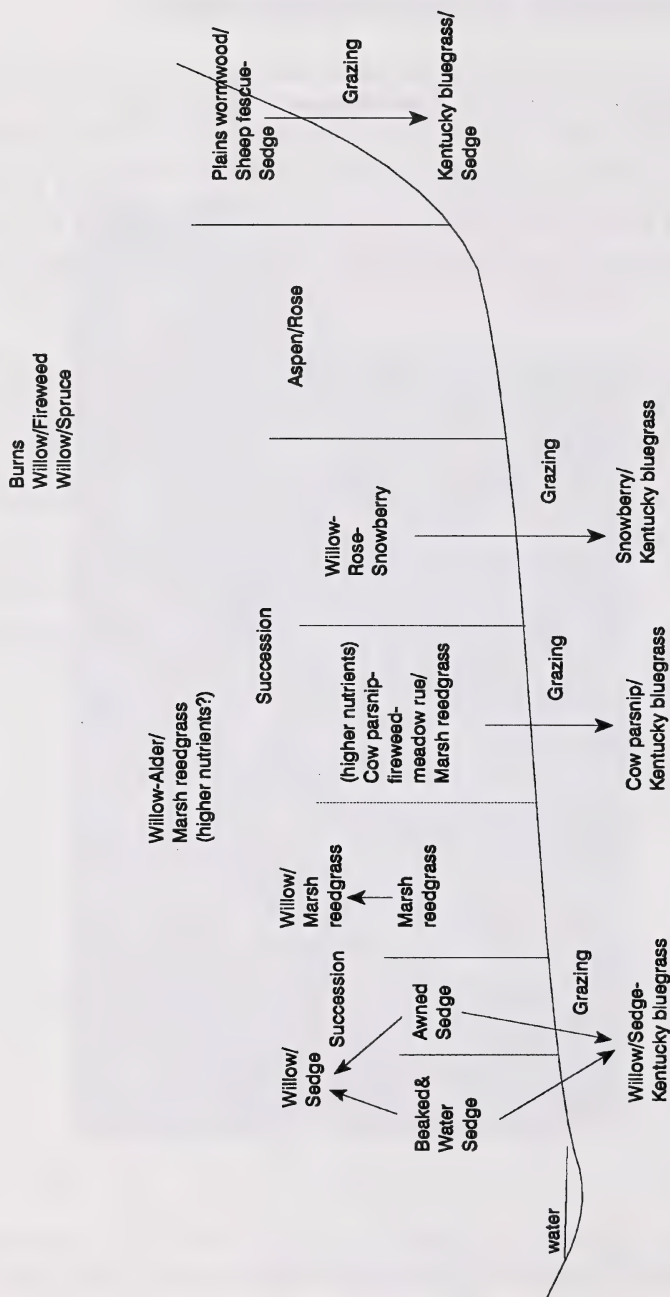 Burns
Willow/Fireweed
Willow/Spruce
Willow-Alder/
Marsh reedgrass
(higher nutrients?)
Plains wormwood/
Sheep fescue-
Sedge
Succession
Willow/
Sedge
Willow/
Marsh
reedgrass
(higher nutrients)
Cow parsnip-
fireweed-
meadow rue/
Marsh reedgrass
Willow-
Rose-
Snowberry
Aspen/Rose
Grazing
Succession
Beaked&
Water
Sedge
Awned
Sedge
Marsh
reedgrass
Kentucky bluegrass/
Sedge
water
Grazing
Grazing
Grazing
Willow/Sedge-
Kentucky bluegrass
Cow parsnip/
Kentucky bluegrass
Snowberry/
Kentucky bluegrass